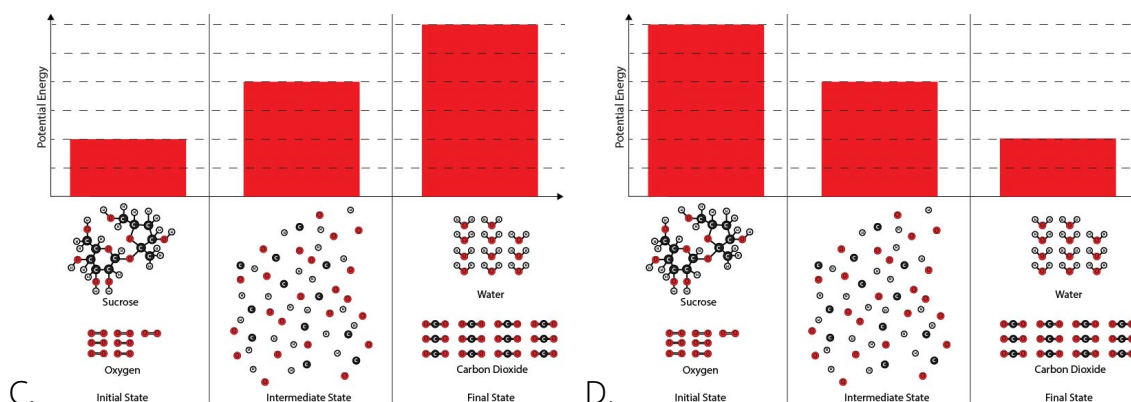 Potential Energy
Sucrose
Oxygen
Water
Carbon Dioxide
C.
Initial State
Intermediate State
Final State
Potential Energy
Sucrose
Oxygen
Water
Carbon Dioxide
D.
Initial State
Intermediate State
Final State